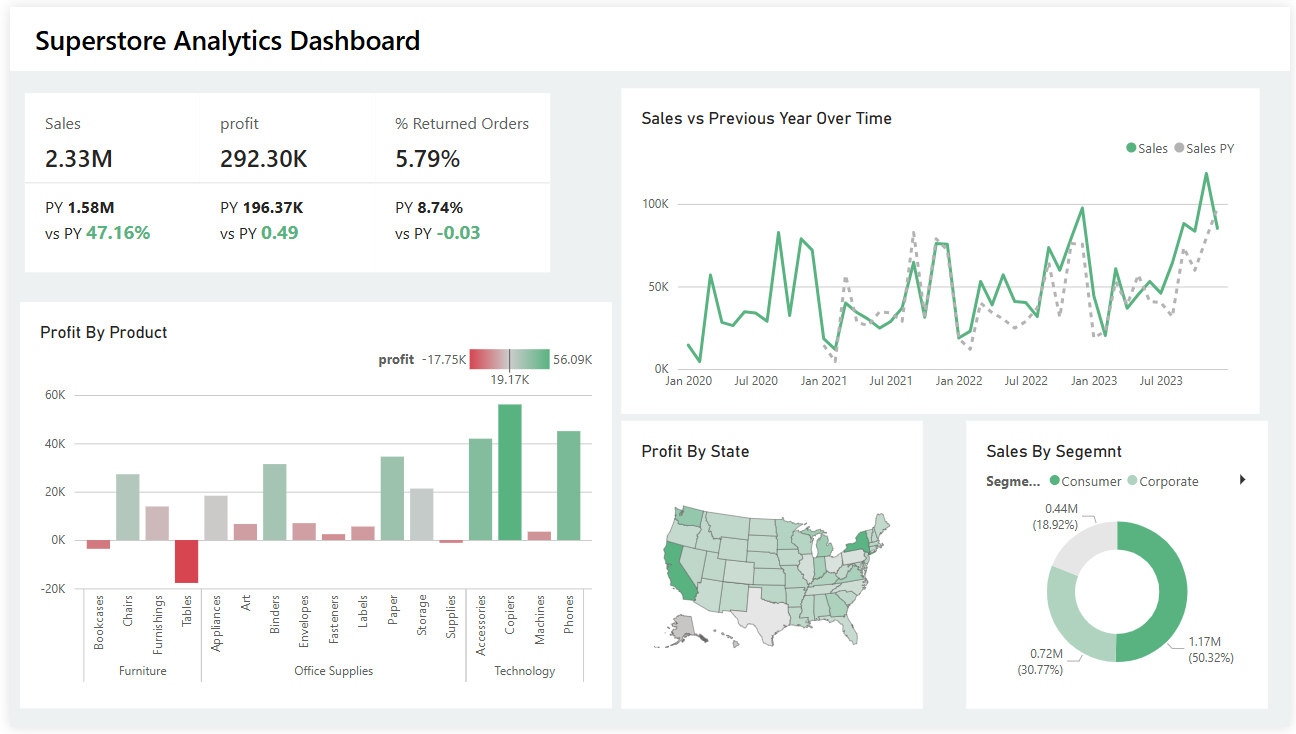 Superstore Analytics Dashboard
Sales
2.33M
PY 1.58M
vs PY 47.16%
profit
292.30K
PY 196.37K
vs PY 0.49
% Returned Orders
5.79%
PY 8.74%
vs PY -0.03
Sales vs Previous Year Over Time
Sales Sales PY
100K
50K
0K
Jan 2020 Jul 2020 Jan 2021 Jul 2021 Jan 2022 Jul 2022 Jan 2023 Jul 2023
Profit By Product
profit -17.75K 56.09K
19.17K
60K
40K
20K
0K
-20K
Bookcases
Chairs
Furnishings
Tables
Appliances
Art
Binders
Envelopes
Fasteners
Labels
Paper
Storage
Supplies
Accessories
Copiers
Machines
Phones
Furniture Office Supplies Technology
Profit By State
Sales By Segemnt
Segme... Consumer Corporate
0.44M
(18.92%)
1.17M
(50.32%)
0.72M
(30.77%)